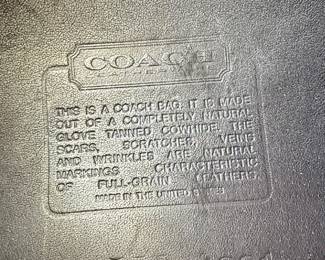 COACH
THIS IS A COACH BAG. IT IS MADE
OUT OF A COMPLETELY NATURAL
GLOVE TANNED COWHIDE. THE
SCARS, SCRATCHES, VEINS
AND WRINKLES ARE NATURAL
MARKINGS CHARACTERISTIC
OF FULL-GRAIN LEATHERS.
MADE IN THE UNITED STATES